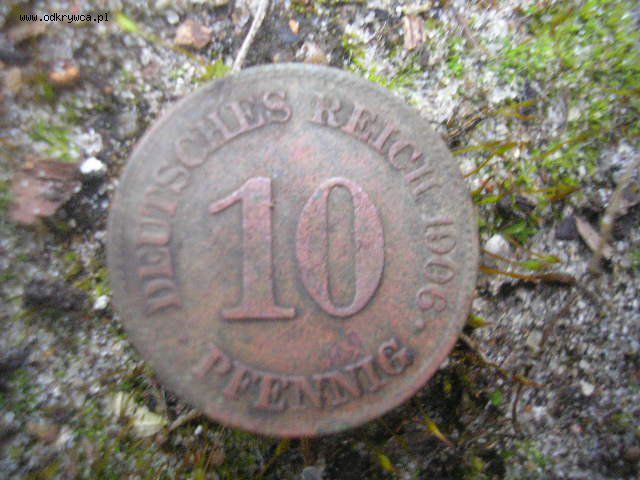 www.odkrywca.pl
DEUTSCHES REICH 1906.
10
. PFENNIG